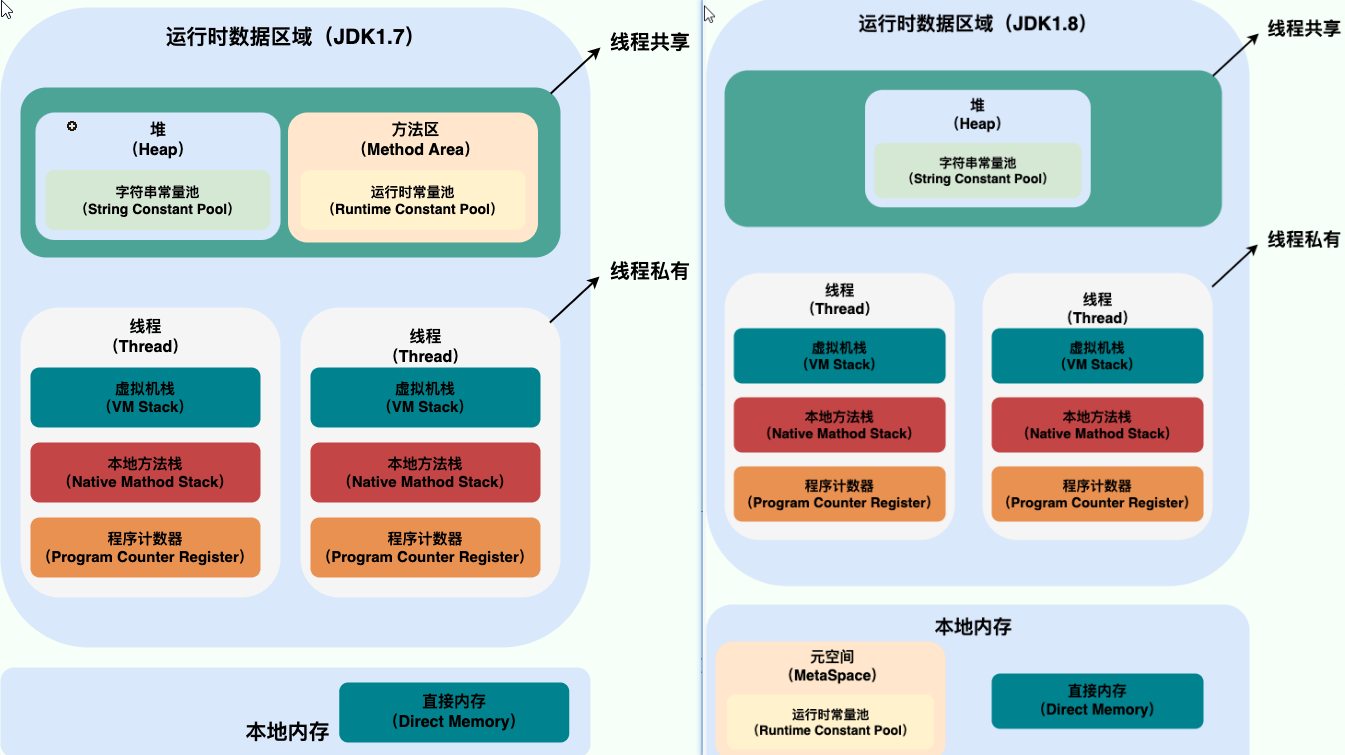 运行时数据区域（JDK1.7）
线程共享
堆
（Heap）
字符串常量池
（String Constant Pool）
方法区
（Method Area）
运行时常量池
（Runtime Constant Pool）
线程私有
线程
（Thread）
虚拟机栈
（VM Stack）
本地方法栈
（Native Mathod Stack）
程序计数器
（Program Counter Register）
线程
（Thread）
虚拟机栈
（VM Stack）
本地方法栈
（Native Mathod Stack）
程序计数器
（Program Counter Register）
本地内存
直接内存
（Direct Memory）
运行时数据区域（JDK1.8）
线程共享
堆
（Heap）
字符串常量池
（String Constant Pool）
线程私有
线程
（Thread）
虚拟机栈
（VM Stack）
本地方法栈
（Native Mathod Stack）
程序计数器
（Program Counter Register）
线程
（Thread）
虚拟机栈
（VM Stack）
本地方法栈
（Native Mathod Stack）
程序计数器
（Program Counter Register）
本地内存
元空间
（MetaSpace）
运行时常量池
（Runtime Constant Pool）
直接内存
（Direct Memory）